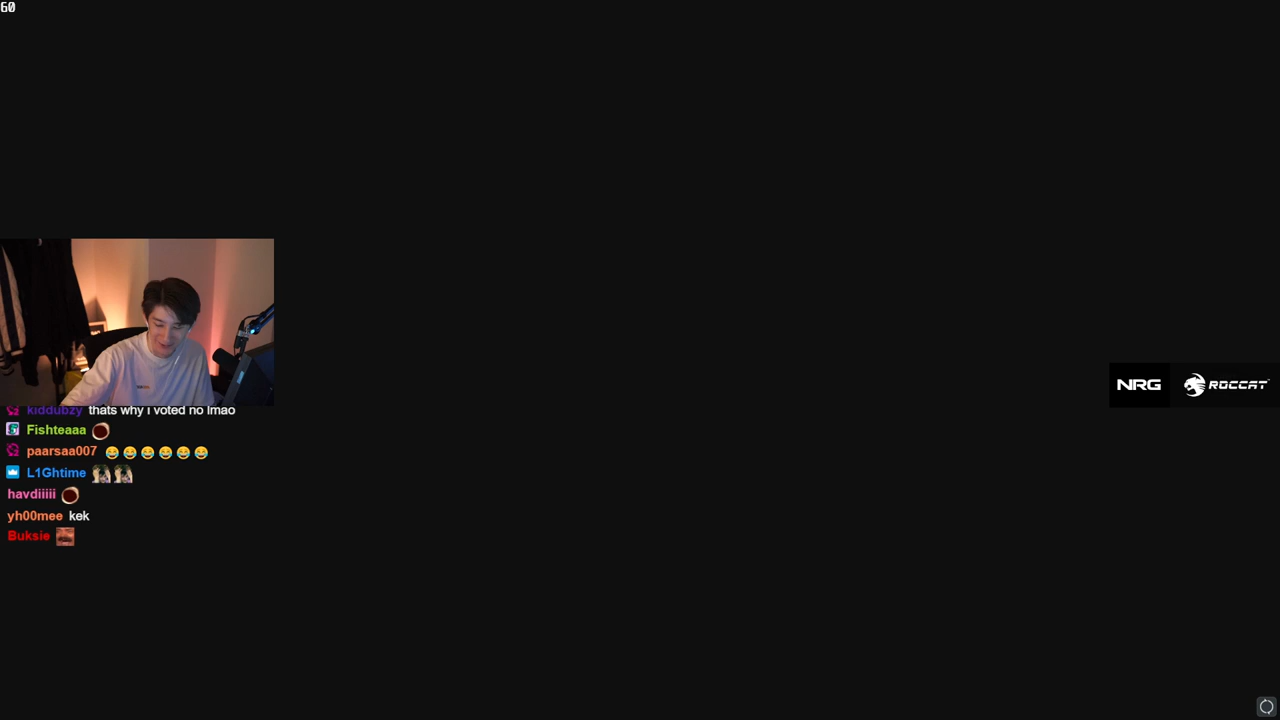 60
kiddubzy thats why i voted no lmao
Fishteaaa
paarsaa007 😂😂😂😂😂😂
L1Ghtime
havdiiiii
yh00mee kek
Buksie
NRG ROCCAT